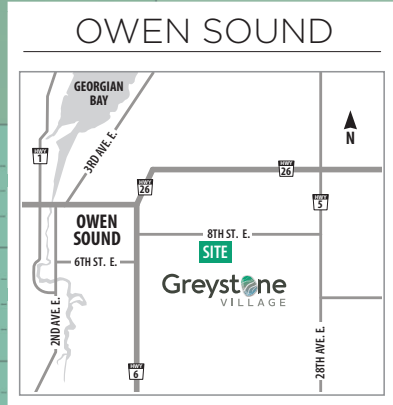 OWEN SOUND
GEORGIAN
BAY
HWY
1
3RD AVE. E.
N
HWY
26
HWY
26
HWY
5
OWEN
SOUND
8TH ST. E.
SITE
6TH ST. E.
Greystone
VILLAGE
2ND AVE. E.
HWY
6
28TH AVE. E.